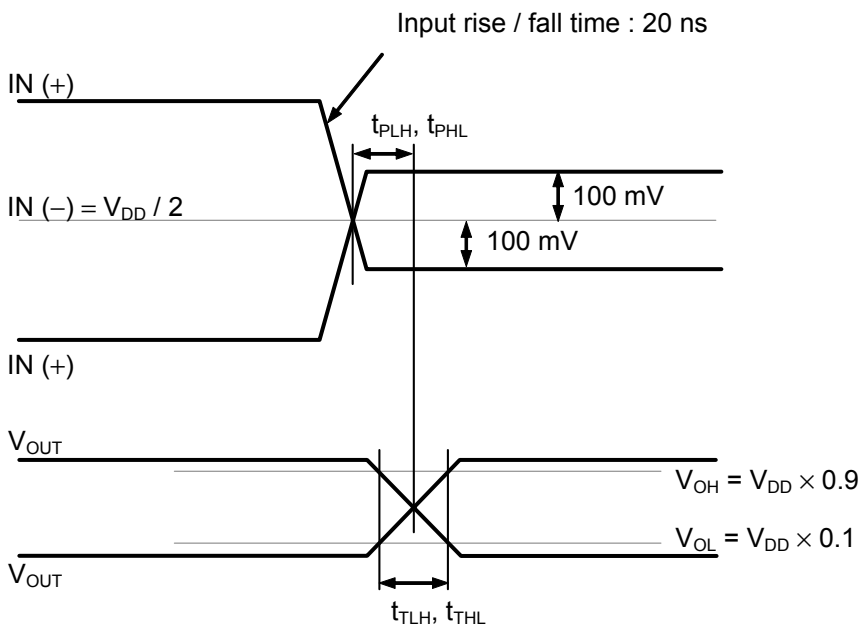 Input rise / fall time : 20 ns
IN (+)
tPLH, tPHL
IN (−) = VDD / 2
100 mV
100 mV
IN (+)
VOUT
VOH = VDD × 0.9
VOL = VDD × 0.1
VOUT
tTLH, tTHL